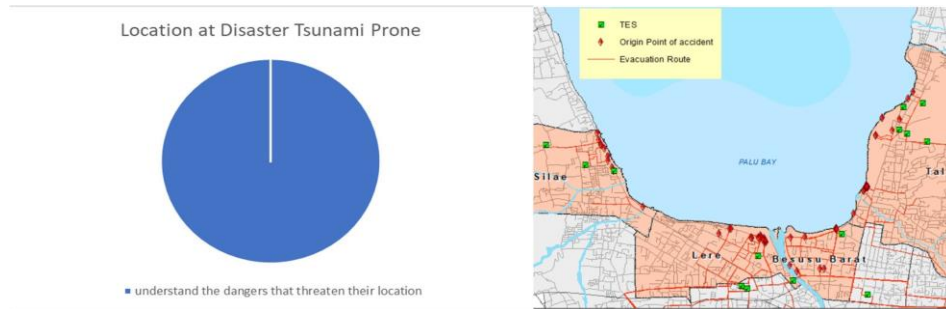 Location at Disaster Tsunami Prone
understand the dangers that threaten their location
TES
Origin Point of accident
Evacuation Route
PALU BAY
Silae
Tal
Lere
Besusu Barat